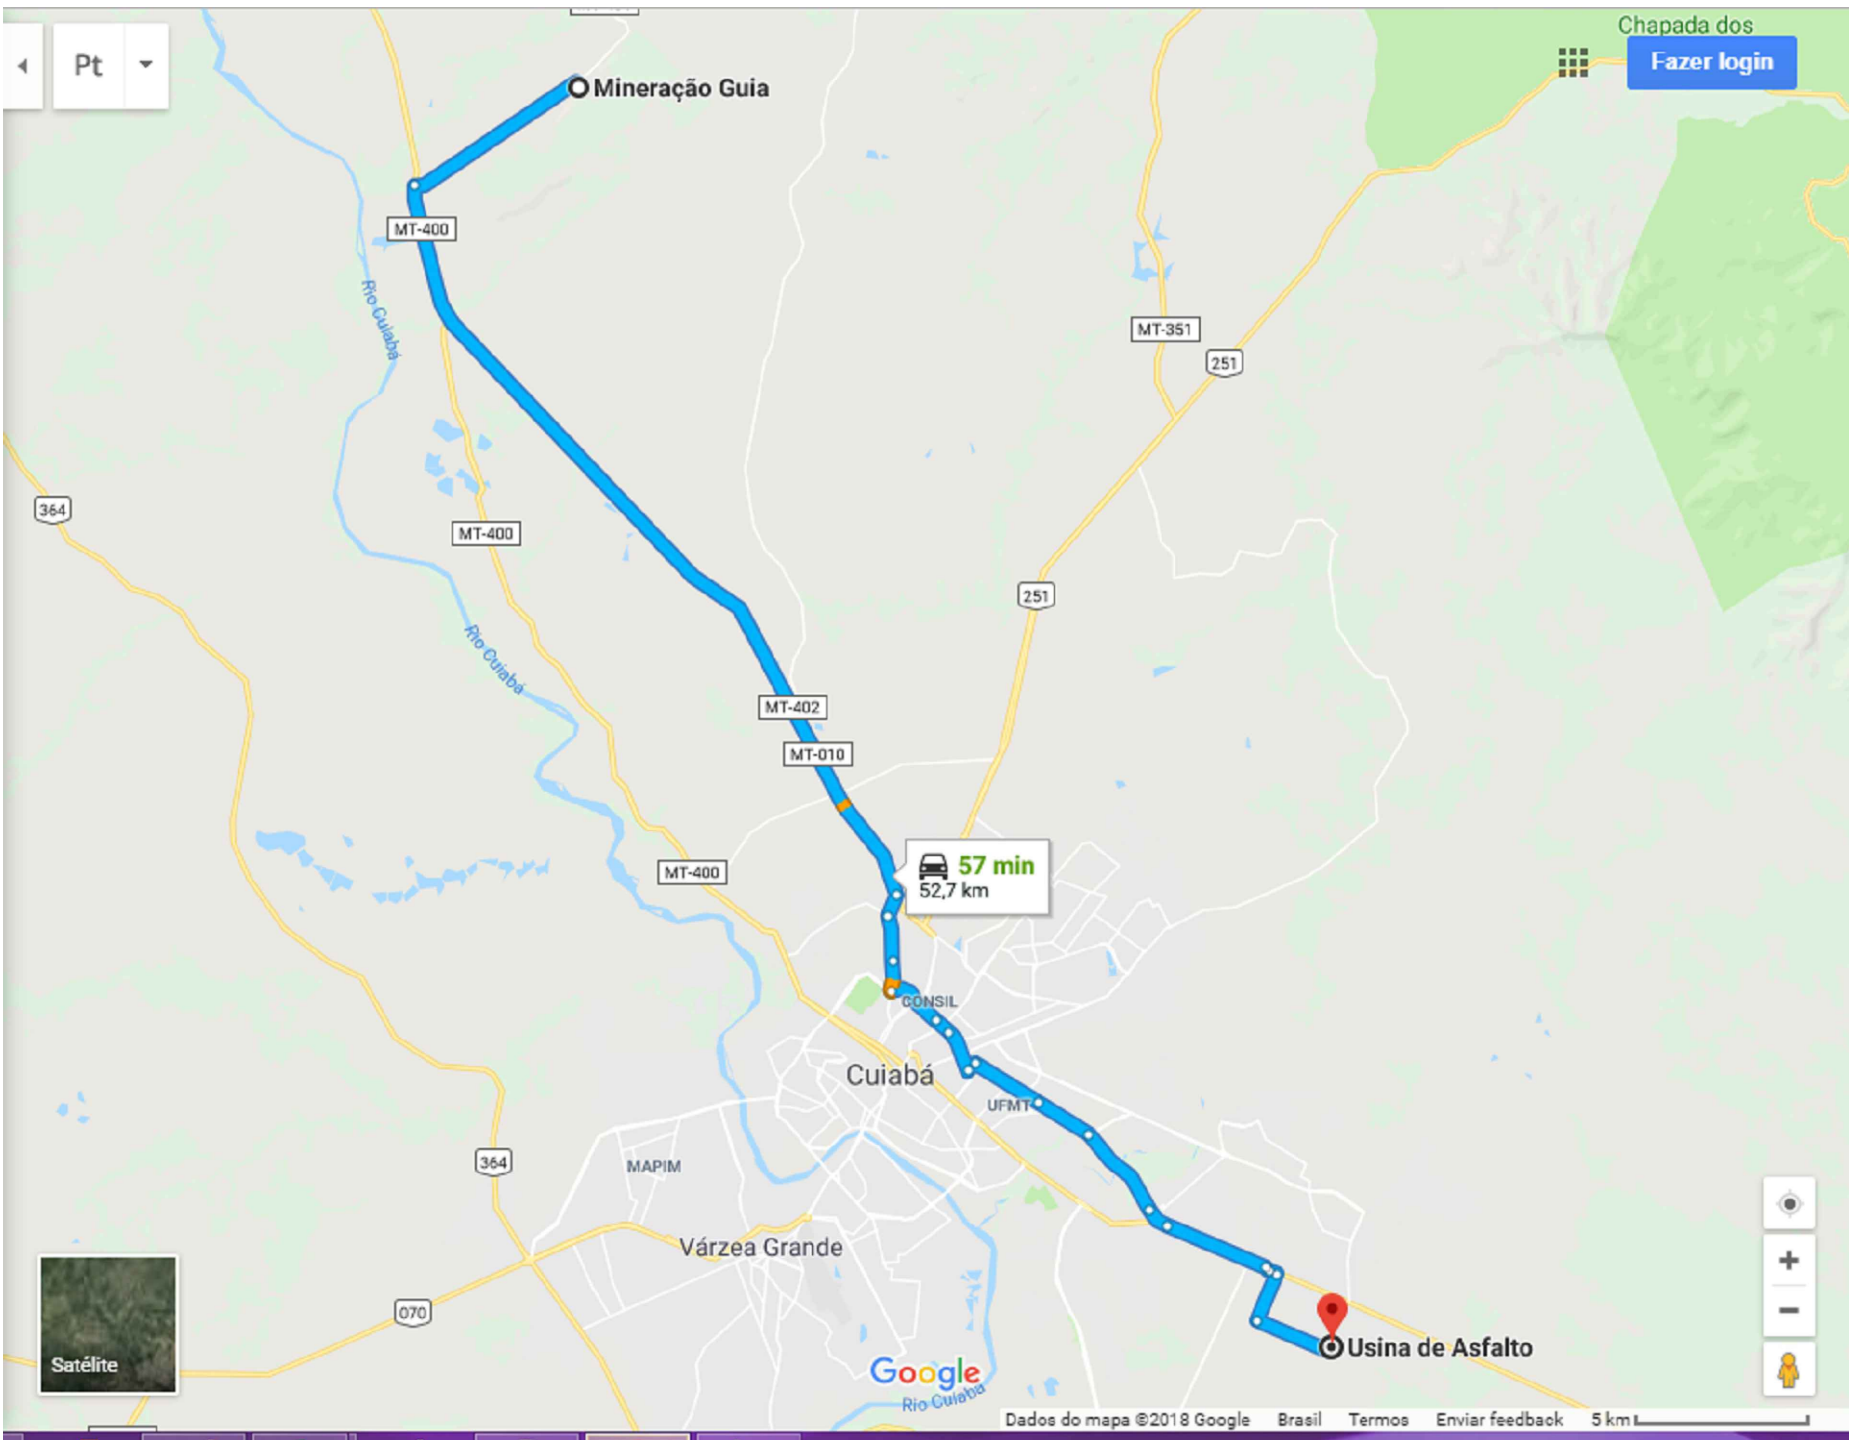 Chapada dos
Pt
Fazer login
Mineração Guia
MT-400
Rio Cuiabá
MT-351
251
364
MT-400
251
Rio Cuiabá
MT-402
MT-010
57 min
52,7 km
MT-400
CONSIL
Cuiabá
UFMT
364
MAPIM
Várzea Grande
070
Usina de Asfalto
Satélite
Google
Rio Cuiabá
Dados do mapa ©2018 Google Brasil Termos Enviar feedback 5 km